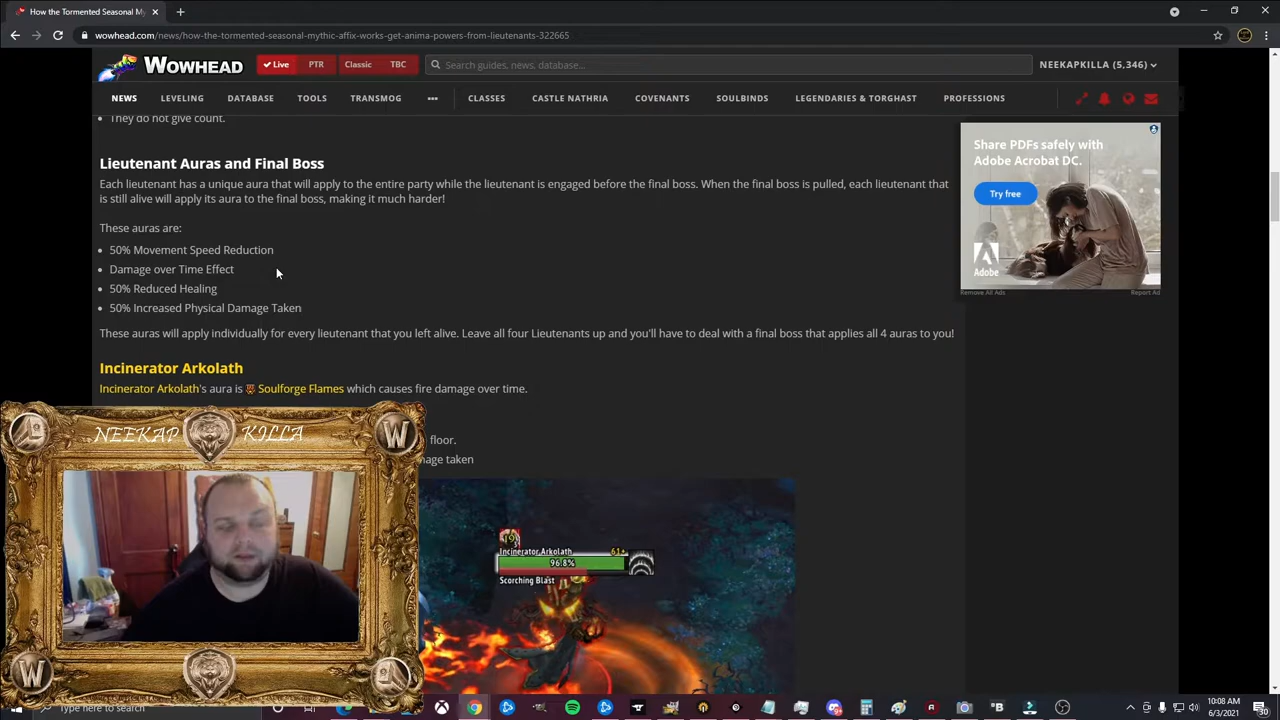 How the Tormented Seasonal My
wowhead.com/news/how-the-tormented-seasonal-mythic-affix-works-get-anima-powers-from-lieutenants-322665
WOWHEAD
Live
PTR
Classic
TBC
Search guides, news, database...
NEEKAPKILLA (5,346)
NEWS
LEVELING
DATABASE
TOOLS
TRANSMOG
CLASSES
CASTLE NATHRIA
COVENANTS
SOULBINDS
LEGENDARIES & TORGHAST
PROFESSIONS
They do not give count.
Lieutenant Auras and Final Boss
Each lieutenant has a unique aura that will apply to the entire party while the lieutenant is engaged before the final boss. When the final boss is pulled, each lieutenant that
is still alive will apply its aura to the final boss, making it much harder!
These auras are:
50% Movement Speed Reduction
Damage over Time Effect
50% Reduced Healing
50% Increased Physical Damage Taken
These auras will apply individually for every lieutenant that you left alive. Leave all four Lieutenants up and you'll have to deal with a final boss that applies all 4 auras to you!
Incinerator Arkolath
Incinerator Arkolath's aura is Soulforge Flames which causes fire damage over time.
floor.
mage taken
Share PDFs safely with
Adobe Acrobat DC.
Try free
Adobe
Remove All Ads
Report Ad
NEEKAP KILLA
W
W
Incinerator Arkolath 61+
96.8%
Scorching Blast
Type here to search
10:08 AM
6/3/2021